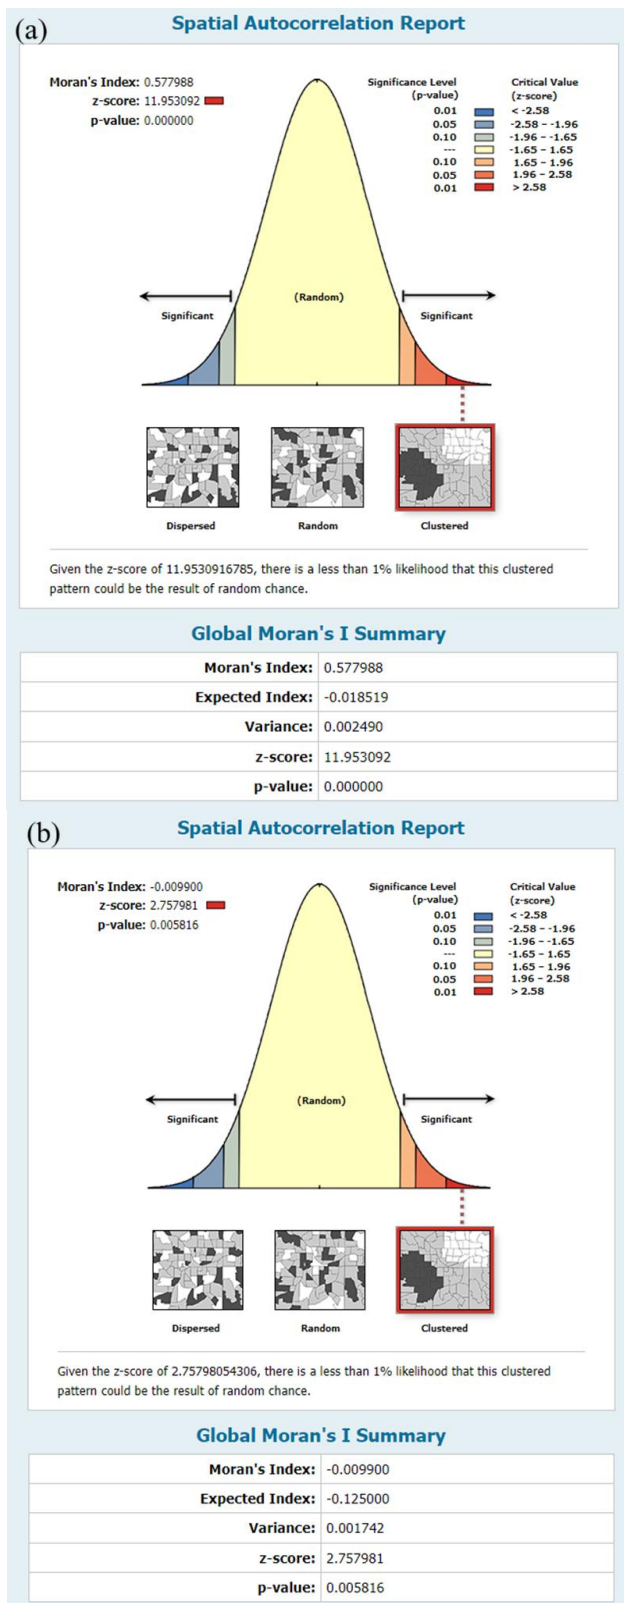 (a)
Spatial Autocorrelation Report
Moran's Index: 0.577988
z-score: 11.953092
p-value: 0.000000
Significance Level
(p-value)
Critical Value
(z-score)
0.01 < -2.58
0.05 -2.58 – -1.96
0.10 -1.96 – -1.65
--- -1.65 – 1.65
0.10 1.65 – 1.96
0.05 1.96 – 2.58
0.01 > 2.58
(Random)
Significant
Significant
Dispersed
Random
Clustered
Given the z-score of 11.9530916785, there is a less than 1% likelihood that this clustered
pattern could be the result of random chance.
Global Moran's I Summary
Moran's Index: 0.577988
Expected Index: -0.018519
Variance: 0.002490
z-score: 11.953092
p-value: 0.000000
(b)
Spatial Autocorrelation Report
Moran's Index: -0.009900
z-score: 2.757981
p-value: 0.005816
Significance Level
(p-value)
Critical Value
(z-score)
0.01 < -2.58
0.05 -2.58 – -1.96
0.10 -1.96 – -1.65
--- -1.65 – 1.65
0.10 1.65 – 1.96
0.05 1.96 – 2.58
0.01 > 2.58
(Random)
Significant
Significant
Dispersed
Random
Clustered
Given the z-score of 2.75798054306, there is a less than 1% likelihood that this clustered
pattern could be the result of random chance.
Global Moran's I Summary
Moran's Index: -0.009900
Expected Index: -0.125000
Variance: 0.001742
z-score: 2.757981
p-value: 0.005816